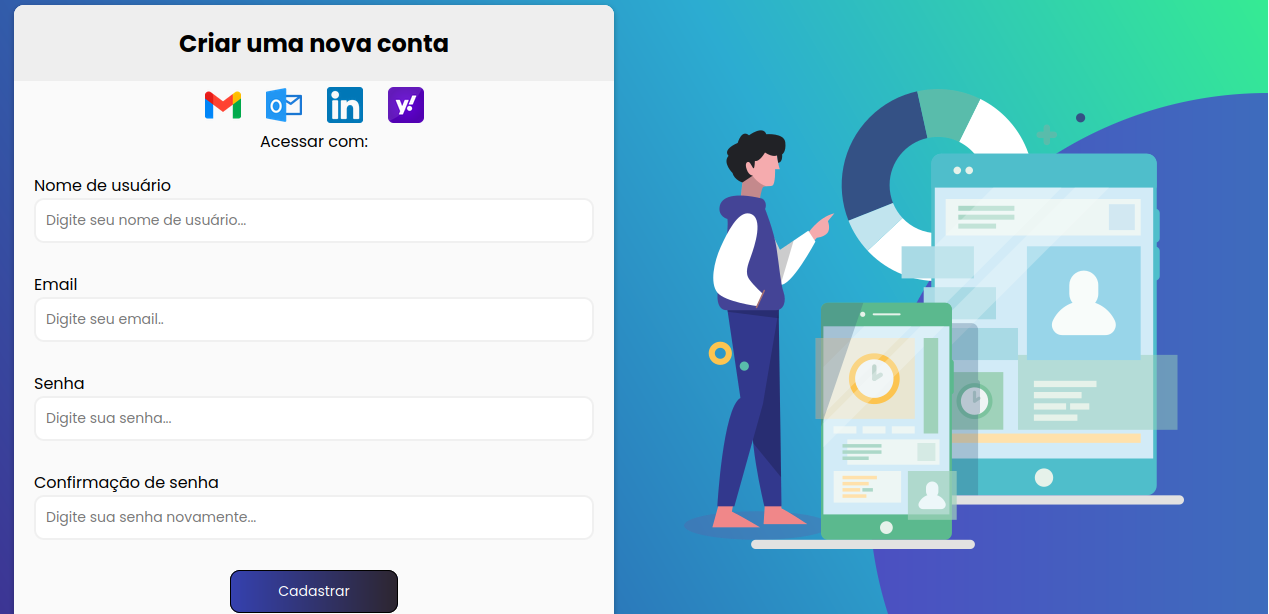 Criar uma nova conta
Acessar com:
Nome de usuário
Digite seu nome de usuário...
Email
Digite seu email..
Senha
Digite sua senha...
Confirmação de senha
Digite sua senha novamente...
Cadastrar